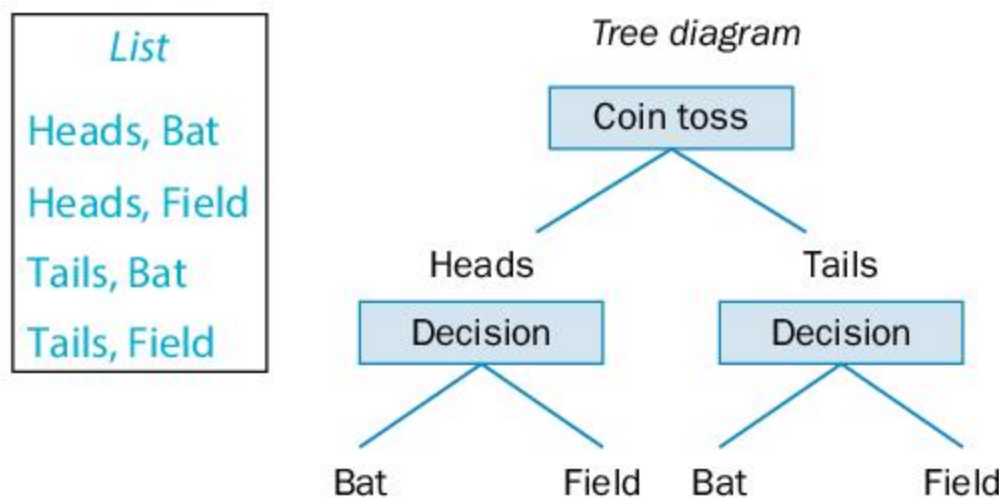 List
Heads, Bat
Heads, Field
Tails, Bat
Tails, Field
Tree diagram
Coin toss
Heads Tails
Decision Decision
Bat Field Bat Field